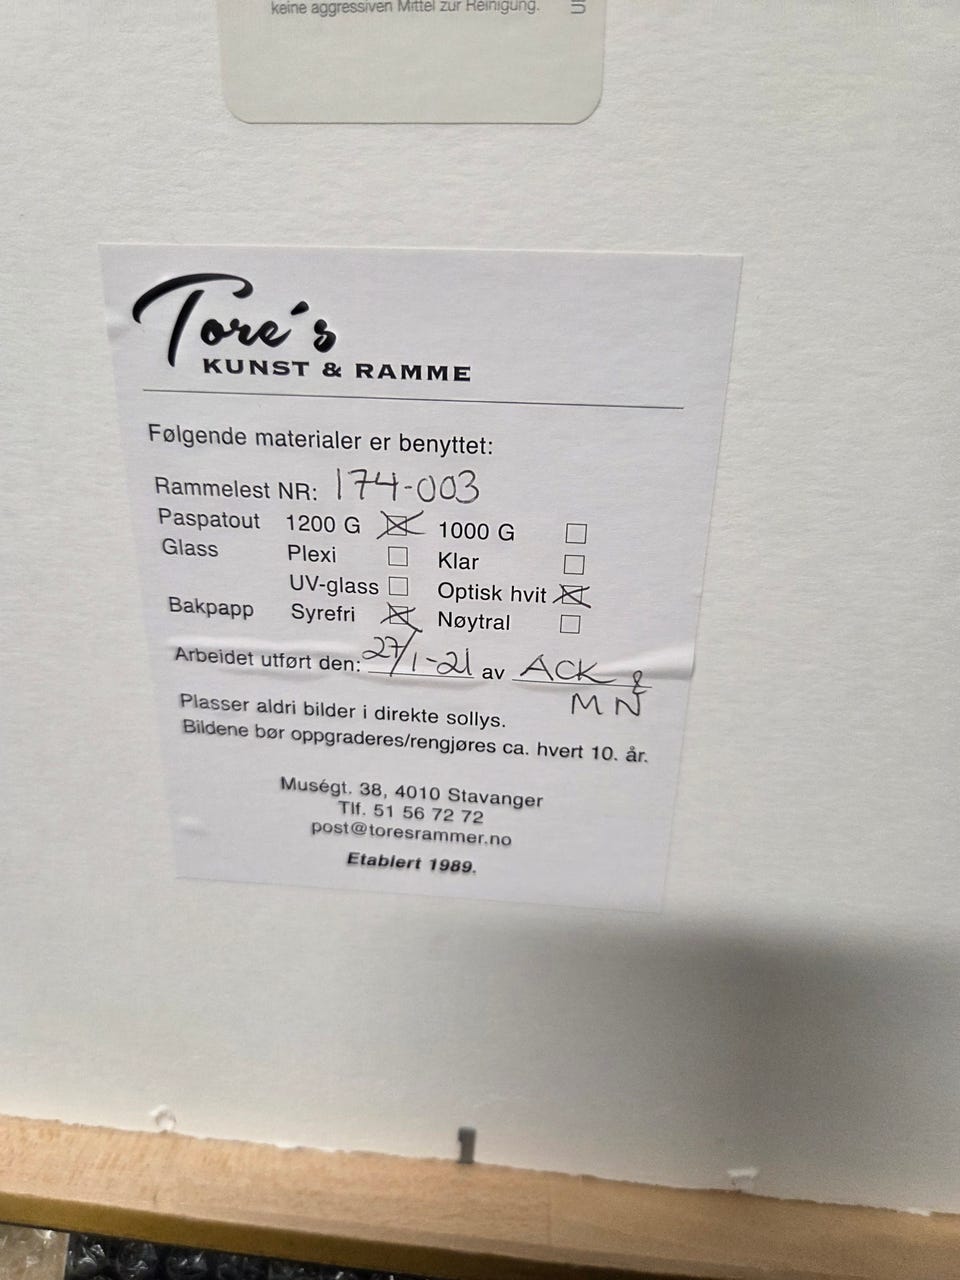 keine aggressiven Mittel zur Reinigung.
Tore's
KUNST & RAMME
Følgende materialer er benyttet:
Rammelest NR: 174-003
Paspatout 1200 G 1000 G
Glass Plexi Klar
UV-glass Optisk hvit
Bakpapp Syrefri Nøytral
Arbeidet utført den: 27/1-21 av ACK &
MN
Plasser aldri bilder i direkte sollys.
Bildene bør oppgraderes/rengjøres ca. hvert 10. år.
Muségt. 38, 4010 Stavanger
Tlf. 51 56 72 72
post@toresrammer.no
Etablert 1989.